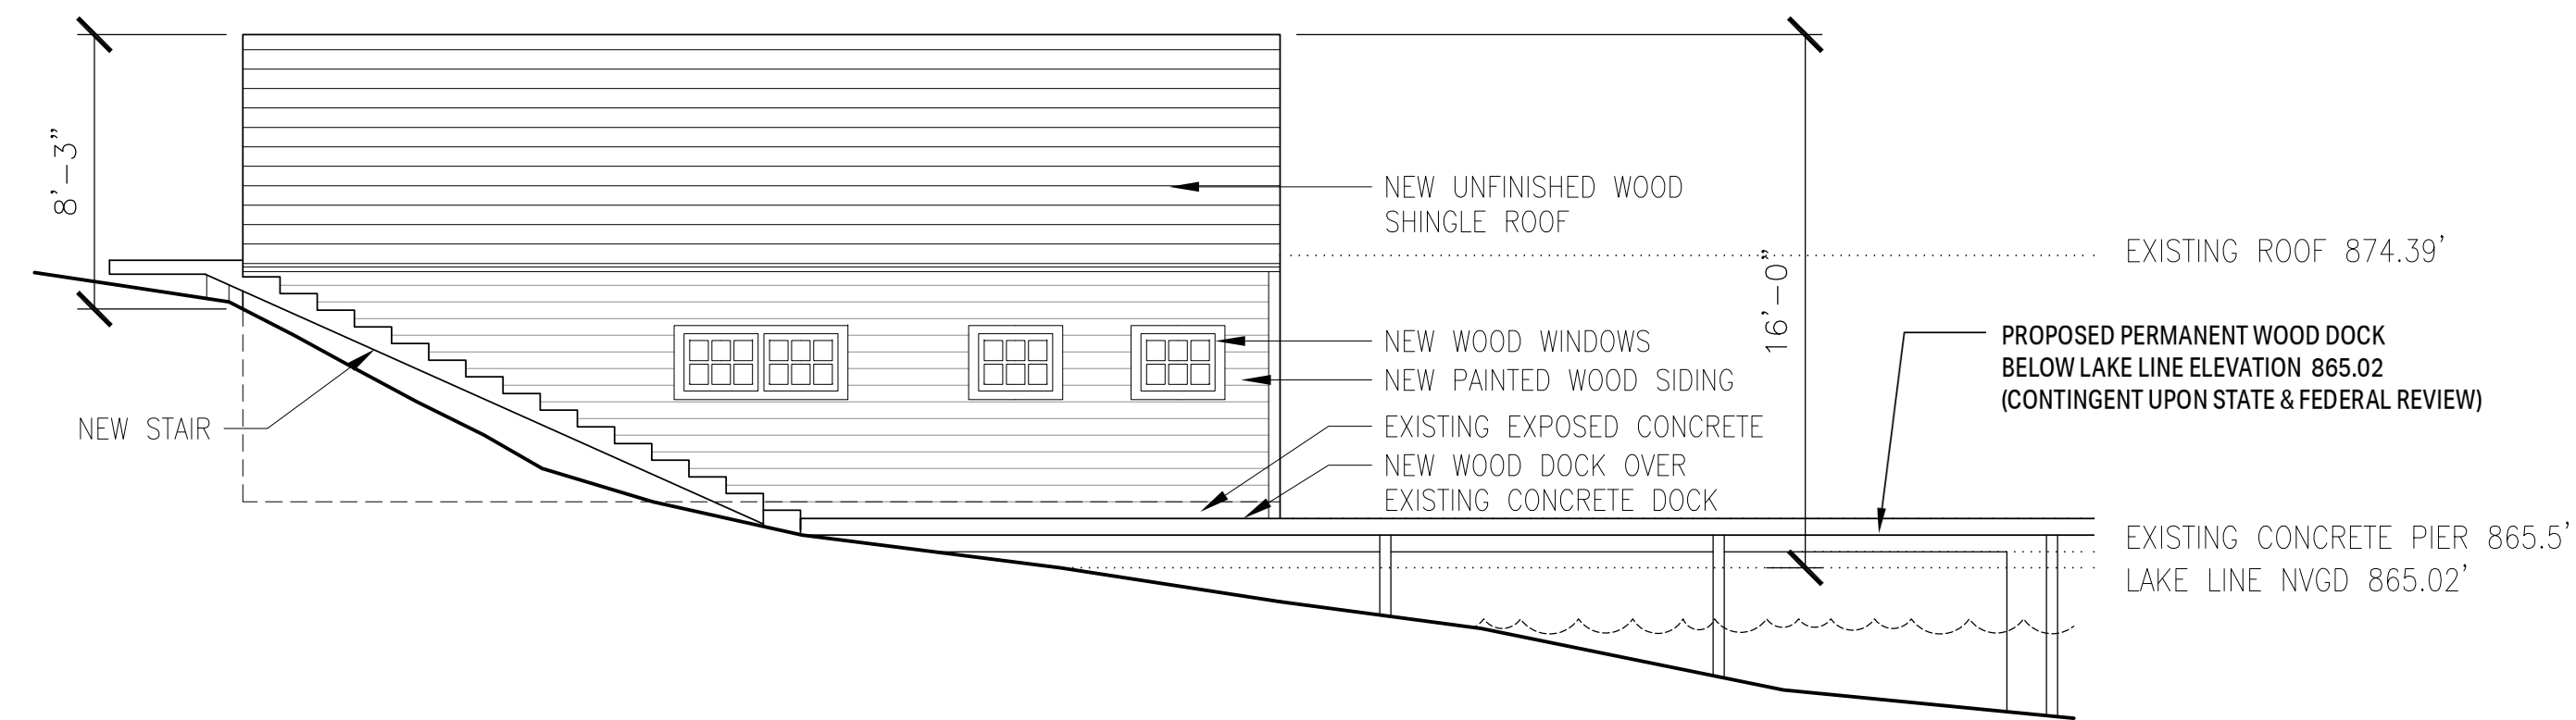 8'-3"
NEW UNFINISHED WOOD
SHINGLE ROOF
EXISTING ROOF 874.39'
16'-0"
NEW WOOD WINDOWS
NEW PAINTED WOOD SIDING
PROPOSED PERMANENT WOOD DOCK
BELOW LAKE LINE ELEVATION 865.02
(CONTINGENT UPON STATE & FEDERAL REVIEW)
NEW STAIR
EXISTING EXPOSED CONCRETE
NEW WOOD DOCK OVER
EXISTING CONCRETE DOCK
EXISTING CONCRETE PIER 865.5'
LAKE LINE NVGD 865.02'